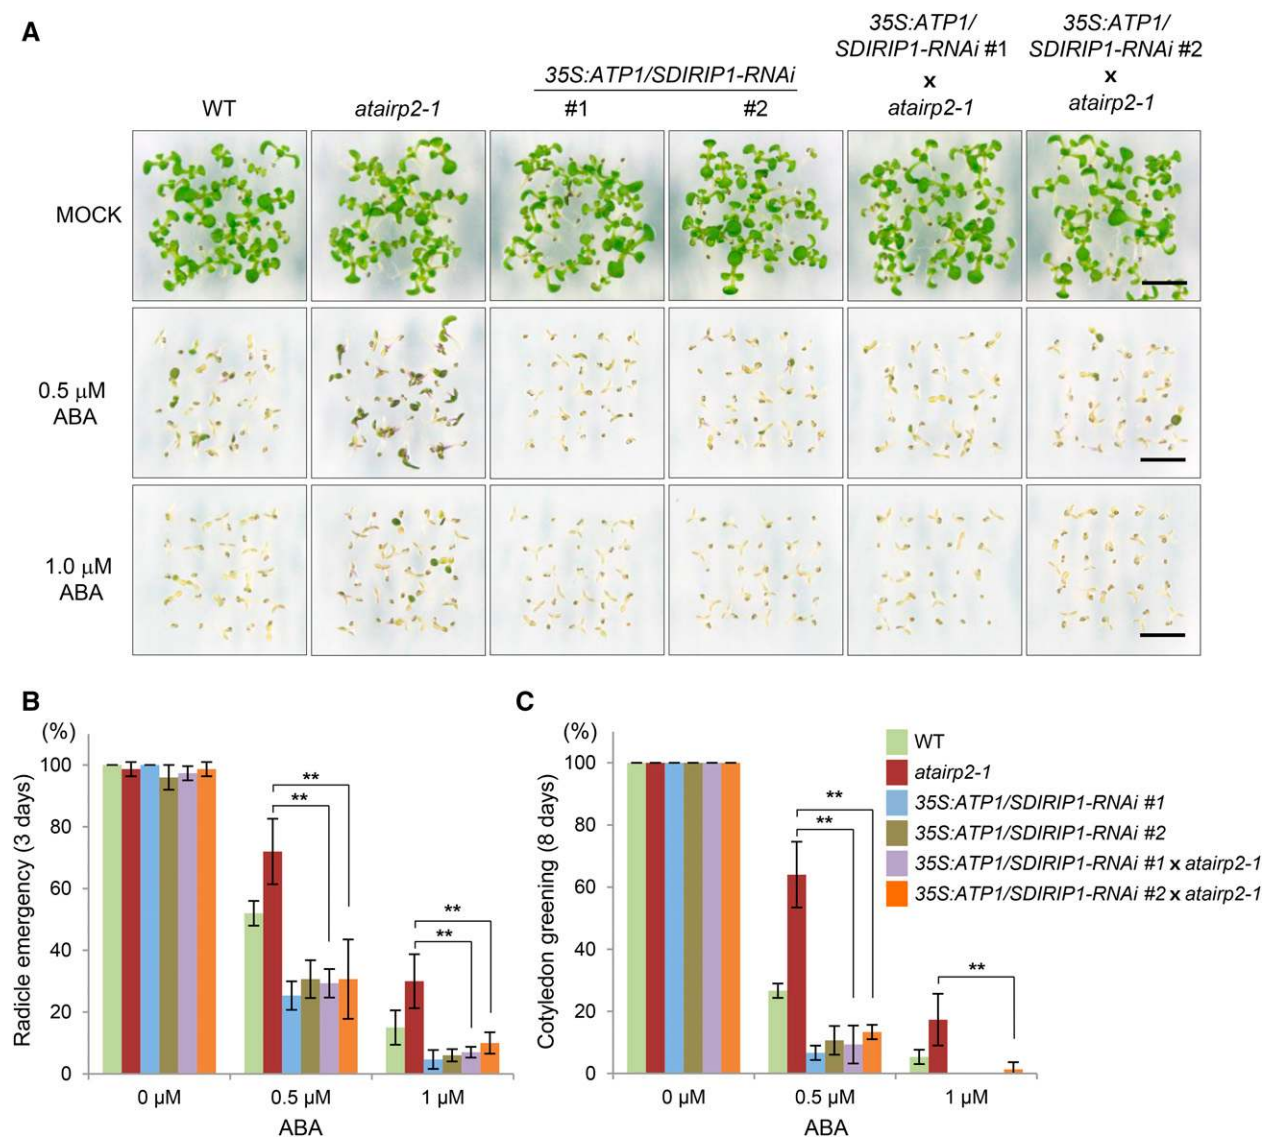 A
WT
atairp2-1
35S:ATP1/SDIRIP1-RNAi
#1
#2
35S:ATP1/
SDIRIP1-RNAi #1
x
atairp2-1
35S:ATP1/
SDIRIP1-RNAi #2
x
atairp2-1
MOCK
0.5 μM
ABA
1.0 μM
ABA
B
(%)
Radicle emergency (3 days)
100
80
60
40
20
0
**
**
**
**
0 μM
0.5 μM
1 μM
ABA
C
(%)
Cotyledon greening (8 days)
100
80
60
40
20
0
**
**
**
0 μM
0.5 μM
1 μM
ABA
WT
atairp2-1
35S:ATP1/SDIRIP1-RNAi #1
35S:ATP1/SDIRIP1-RNAi #2
35S:ATP1/SDIRIP1-RNAi #1 x atairp2-1
35S:ATP1/SDIRIP1-RNAi #2 x atairp2-1